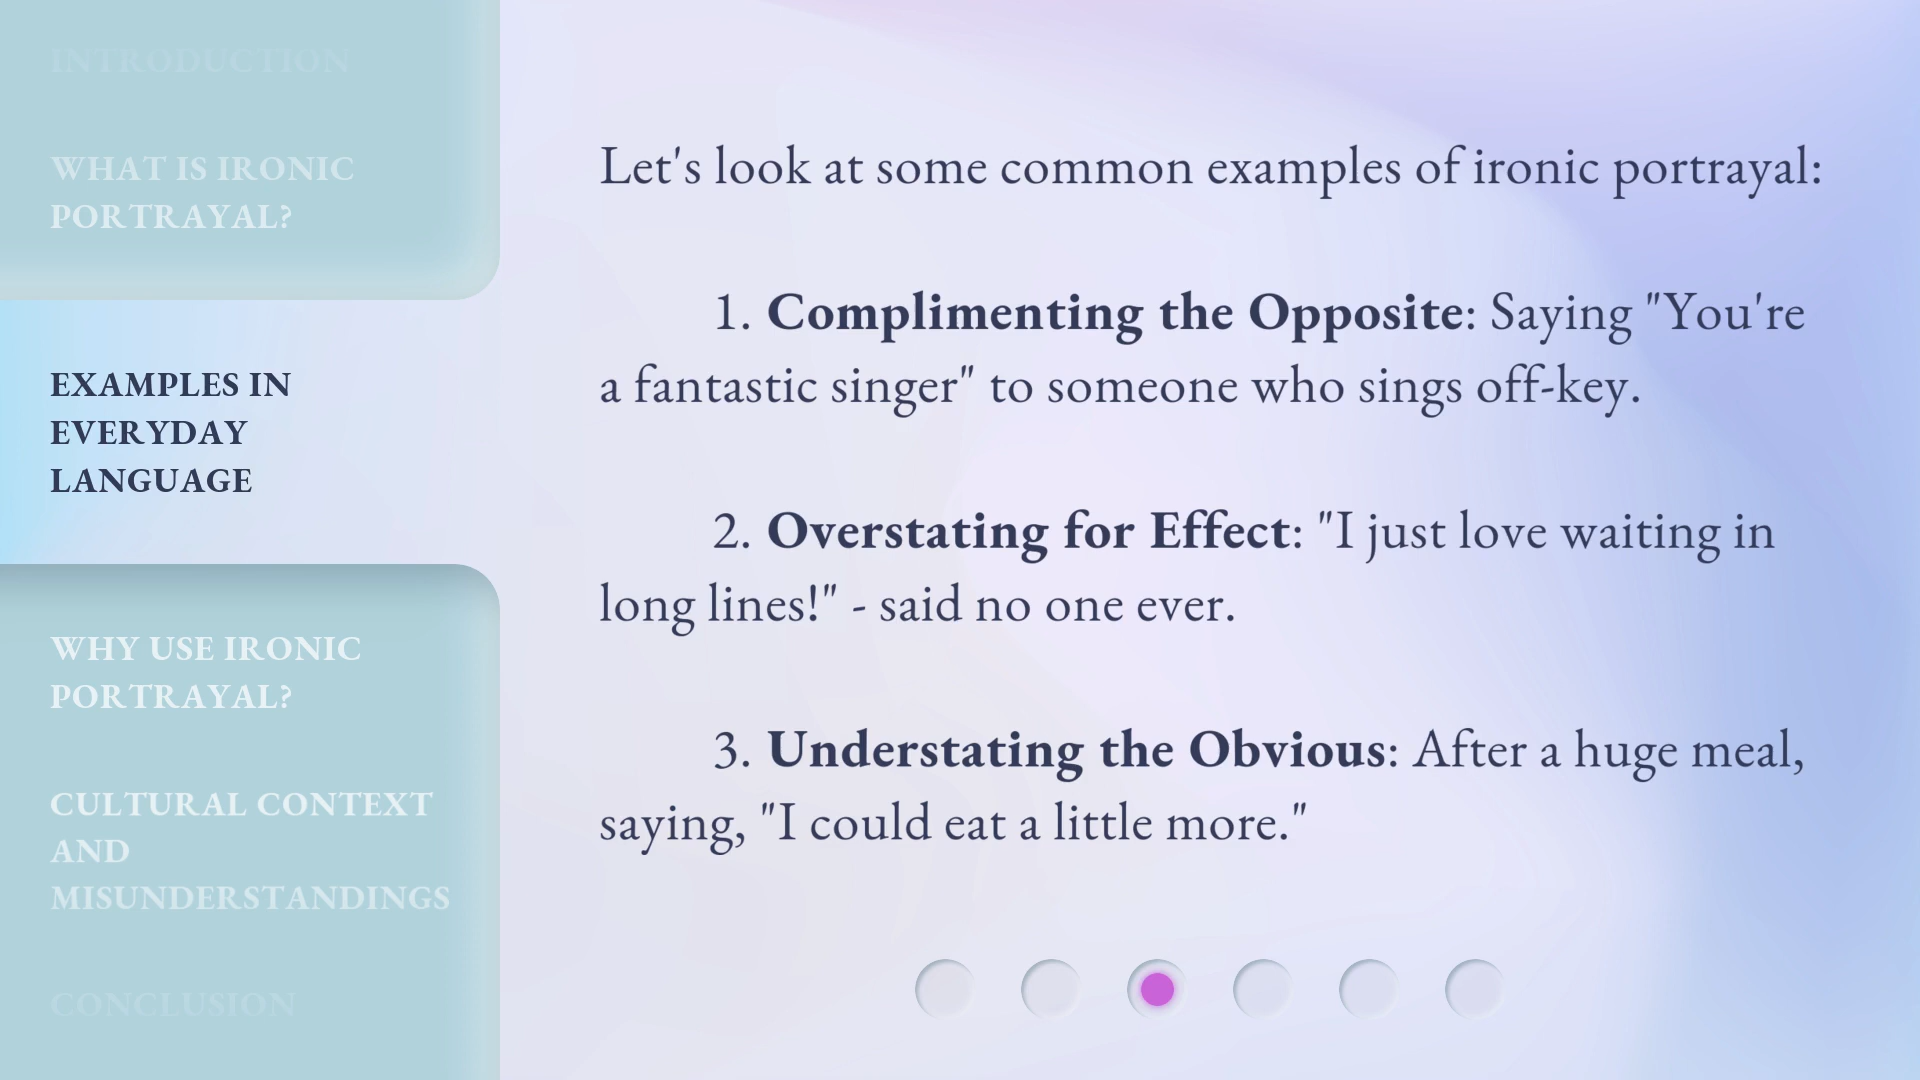 INTRODUCTION
WHAT IS IRONIC
PORTRAYAL?
EXAMPLES IN
EVERYDAY
LANGUAGE
WHY USE IRONIC
PORTRAYAL?
CULTURAL CONTEXT
AND
MISUNDERSTANDINGS
CONCLUSION
Let's look at some common examples of ironic portrayal:
1. Complimenting the Opposite: Saying "You're
a fantastic singer" to someone who sings off-key.
2. Overstating for Effect: "I just love waiting in
long lines!" - said no one ever.
3. Understating the Obvious: After a huge meal,
saying, "I could eat a little more."